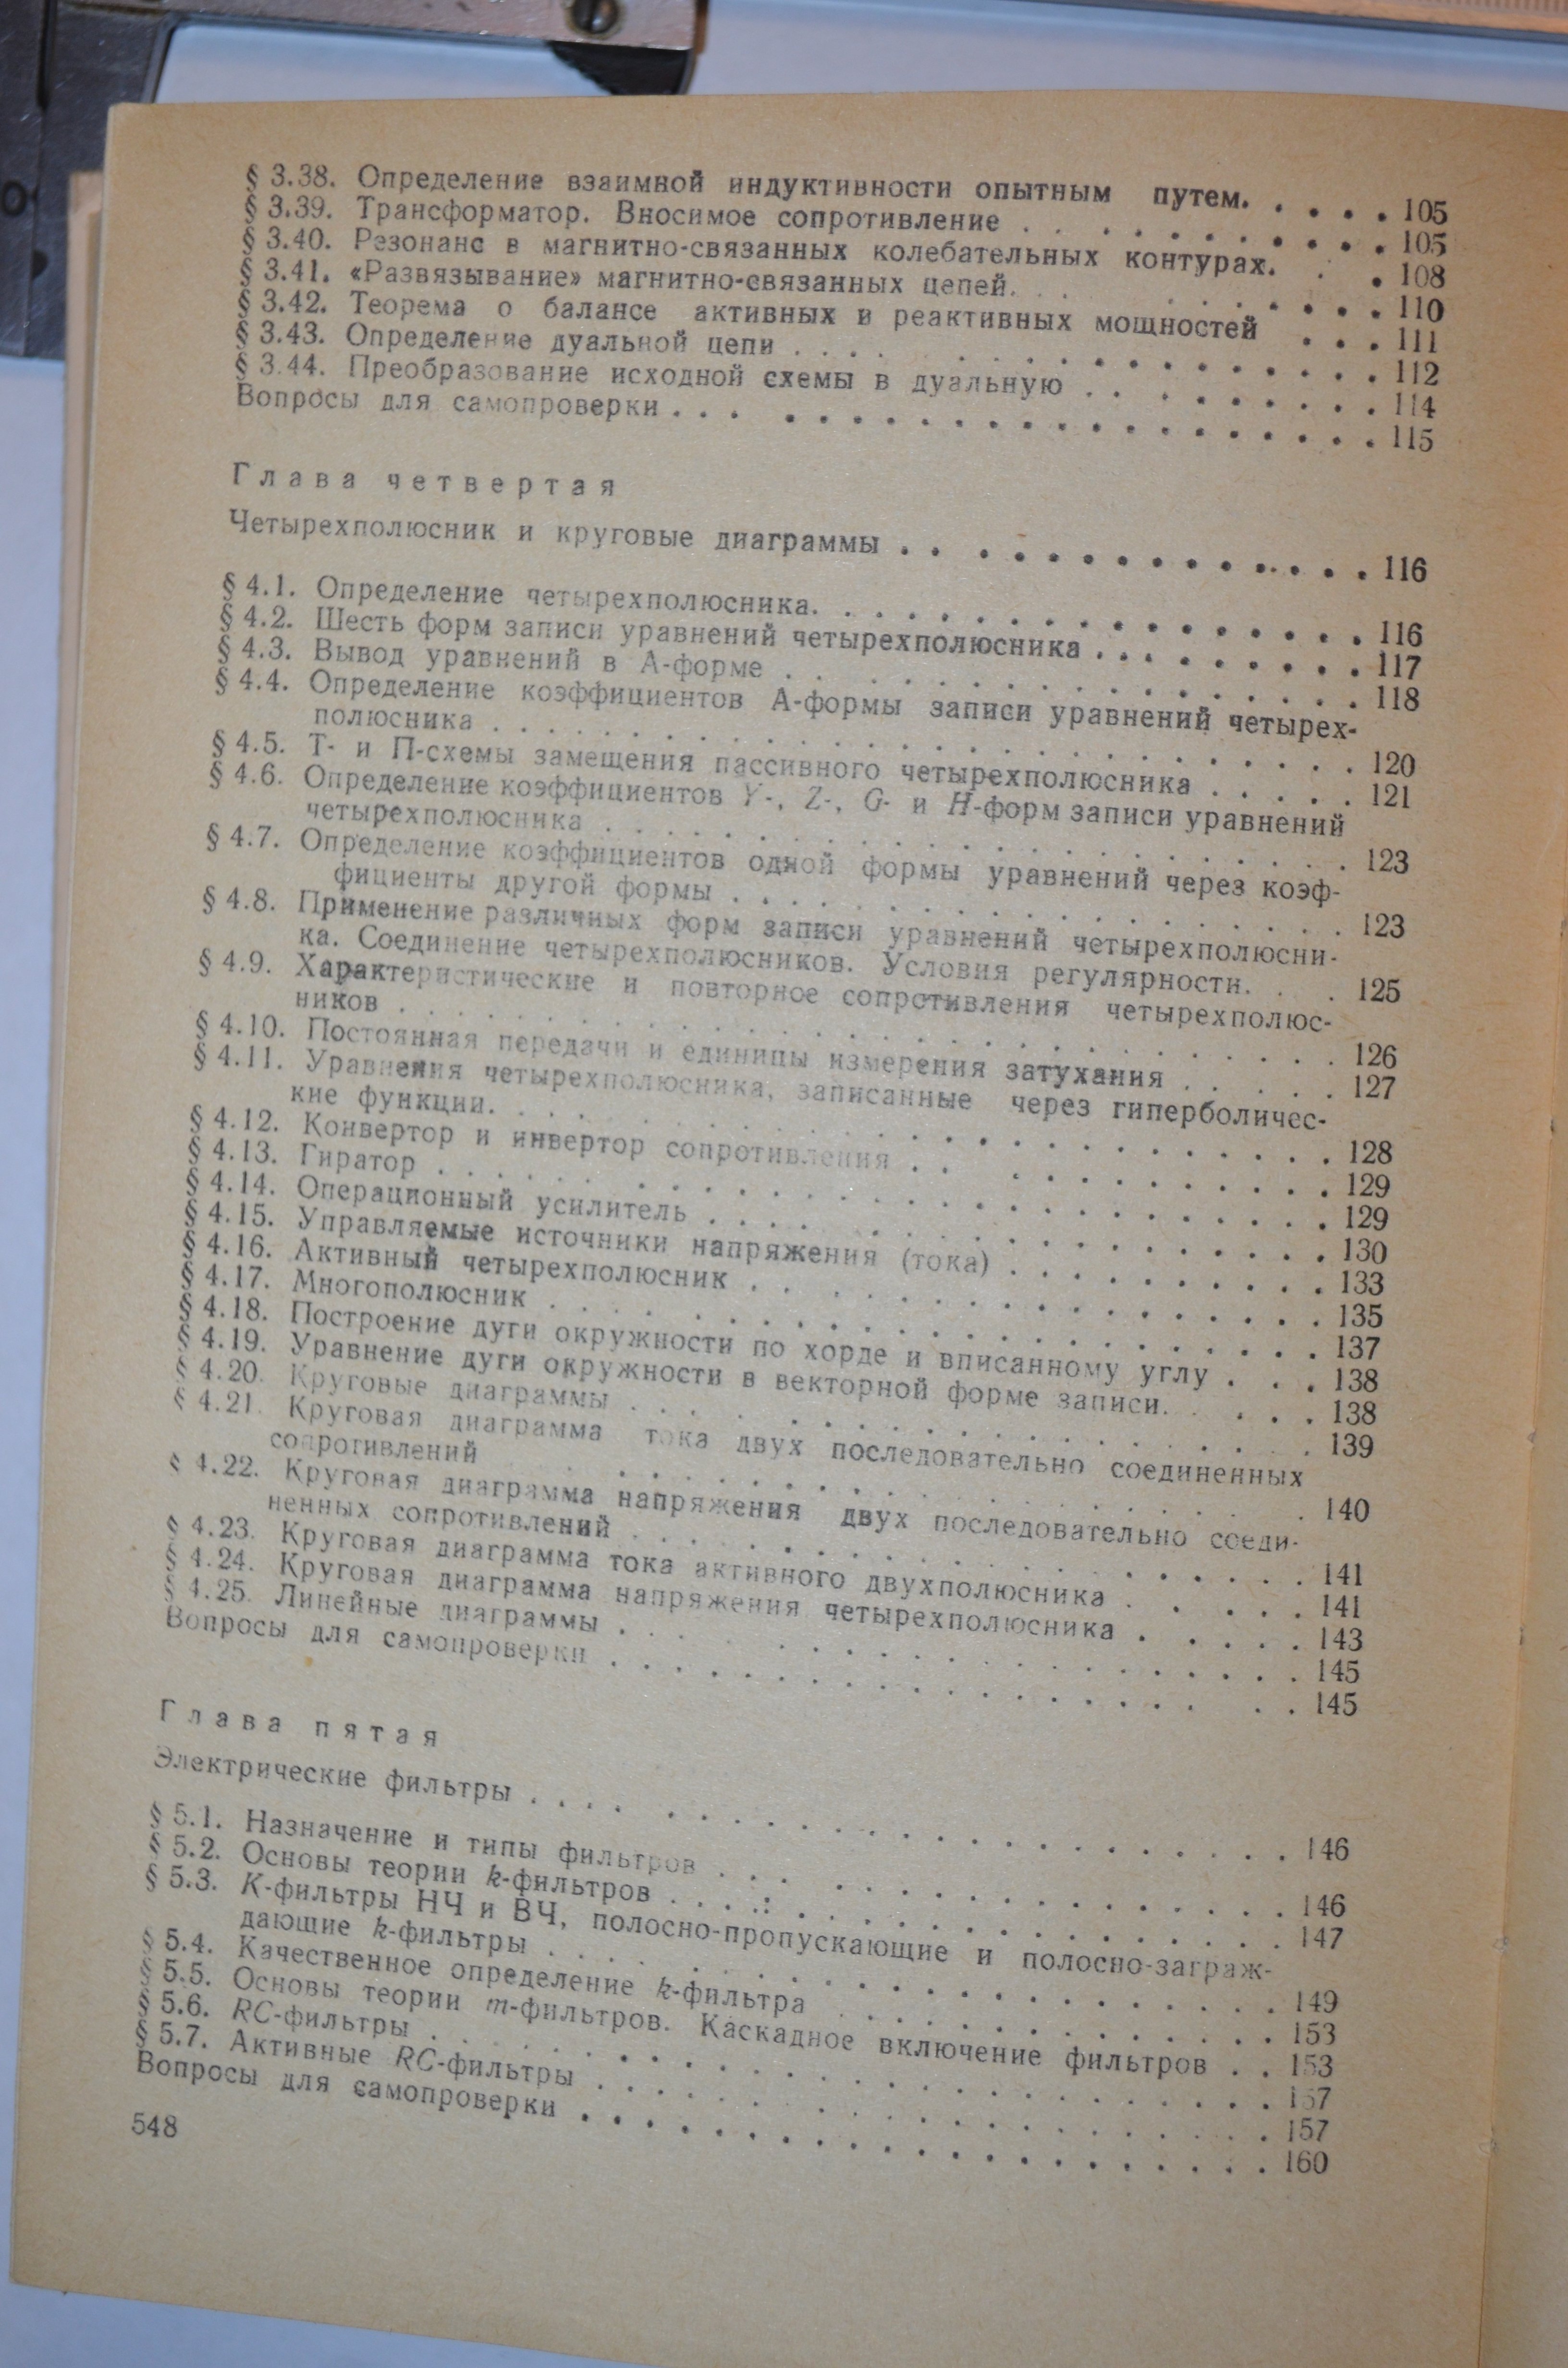 § 3.38. Определение взаимной индуктивности опытным путем. . . . . 105
§ 3.39. Трансформатор. Вносимое сопротивление . . . . . . . . . . . 105
§ 3.40. Резонанс в магнитно-связанных колебательных контурах. . . 108
§ 3.41. «Развязывание» магнитно-связанных цепей. . . . . . . . . 110
§ 3.42. Теорема о балансе активных и реактивных мощностей . . . 111
§ 3.43. Определение дуальной цепи . . . . . . . . . . . . . . . . . 112
§ 3.44. Преобразование исходной схемы в дуальную . . . . . . . . . 114
Вопросы для самопроверки . . . . . . . . . . . . . . . . . . . . . 115
Глава четвертая
Четырехполюсник и круговые диаграммы . . . . . . . . . . . . . . 116
§ 4.1. Определение четырехполюсника. . . . . . . . . . . . . . . . . 116
§ 4.2. Шесть форм записи уравнений четырехполюсника . . . . . . . . . 117
§ 4.3. Вывод уравнений в А-форме . . . . . . . . . . . . . . . . . . 118
§ 4.4. Определение коэффициентов А-формы записи уравнений четырех-
полюсника . . . . . . . . . . . . . . . . . . . . . . . . . . 120
§ 4.5. Т- и П-схемы замещения пассивного четырехполюсника . . . . . 121
§ 4.6. Определение коэффициентов Y-, Z-, G- и H-форм записи уравнений
четырехполюсника . . . . . . . . . . . . . . . . . . . . . . 123
§ 4.7. Определение коэффициентов одной формы уравнений через коэф-
фициенты другой формы . . . . . . . . . . . . . . . . . . . 123
§ 4.8. Применение различных форм записи уравнений четырехполюсни-
ка. Соединение четырехполюсников. Условия регулярности. . . 125
§ 4.9. Характеристические и повторное сопротивления четырехполюс-
ников . . . . . . . . . . . . . . . . . . . . . . . . . . . . 126
§ 4.10. Постоянная передачи и единицы измерения затухания . . . . . 127
§ 4.11. Уравнения четырехполюсника, записанные через гиперболичес-
кие функции. . . . . . . . . . . . . . . . . . . . . . . . . 128
§ 4.12. Конвертор и инвертор сопротивления . . . . . . . . . . . . 129
§ 4.13. Гиратор . . . . . . . . . . . . . . . . . . . . . . . . . . 129
§ 4.14. Операционный усилитель . . . . . . . . . . . . . . . . . . 130
§ 4.15. Управляемые источники напряжения (тока) . . . . . . . . . . 133
§ 4.16. Активный четырехполюсник . . . . . . . . . . . . . . . . . 135
§ 4.17. Многополюсник . . . . . . . . . . . . . . . . . . . . . . . 137
§ 4.18. Построение дуги окружности по хорде и вписанному углу . . . 138
§ 4.19. Уравнение дуги окружности в векторной форме записи. . . . . 138
§ 4.20. Круговые диаграммы . . . . . . . . . . . . . . . . . . . . 139
§ 4.21. Круговая диаграмма тока двух последовательно соединенных
сопротивлений . . . . . . . . . . . . . . . . . . . . . . . 140
§ 4.22. Круговая диаграмма напряжения двух последовательно соеди-
ненных сопротивлений . . . . . . . . . . . . . . . . . . . . 141
§ 4.23. Круговая диаграмма тока активного двухполюсника . . . . . . 141
§ 4.24. Круговая диаграмма напряжения четырехполюсника . . . . . 143
§ 4.25. Линейные диаграммы . . . . . . . . . . . . . . . . . . . . 145
Вопросы для самопроверки . . . . . . . . . . . . . . . . . . . . 145
Глава пятая
Электрические фильтры . . . . . . . . . . . . . . . . . . . . . . 146
§ 5.1. Назначение и типы фильтров . . . . . . . . . . . . . . . . . 146
§ 5.2. Основы теории k-фильтров . . . . . . . . . . . . . . . . . . 147
§ 5.3. К-фильтры НЧ и ВЧ, полосно-пропускающие и полосно-заграж-
дающие k-фильтры . . . . . . . . . . . . . . . . . . . . . . 149
§ 5.4. Качественное определение k-фильтра . . . . . . . . . . . . . 153
§ 5.5. Основы теории m-фильтров. Каскадное включение фильтров . . 153
§ 5.6. RC-фильтры . . . . . . . . . . . . . . . . . . . . . . . . . 157
§ 5.7. Активные RC-фильтры . . . . . . . . . . . . . . . . . . . . 157
Вопросы для самопроверки . . . . . . . . . . . . . . . . . . . . . 160
548